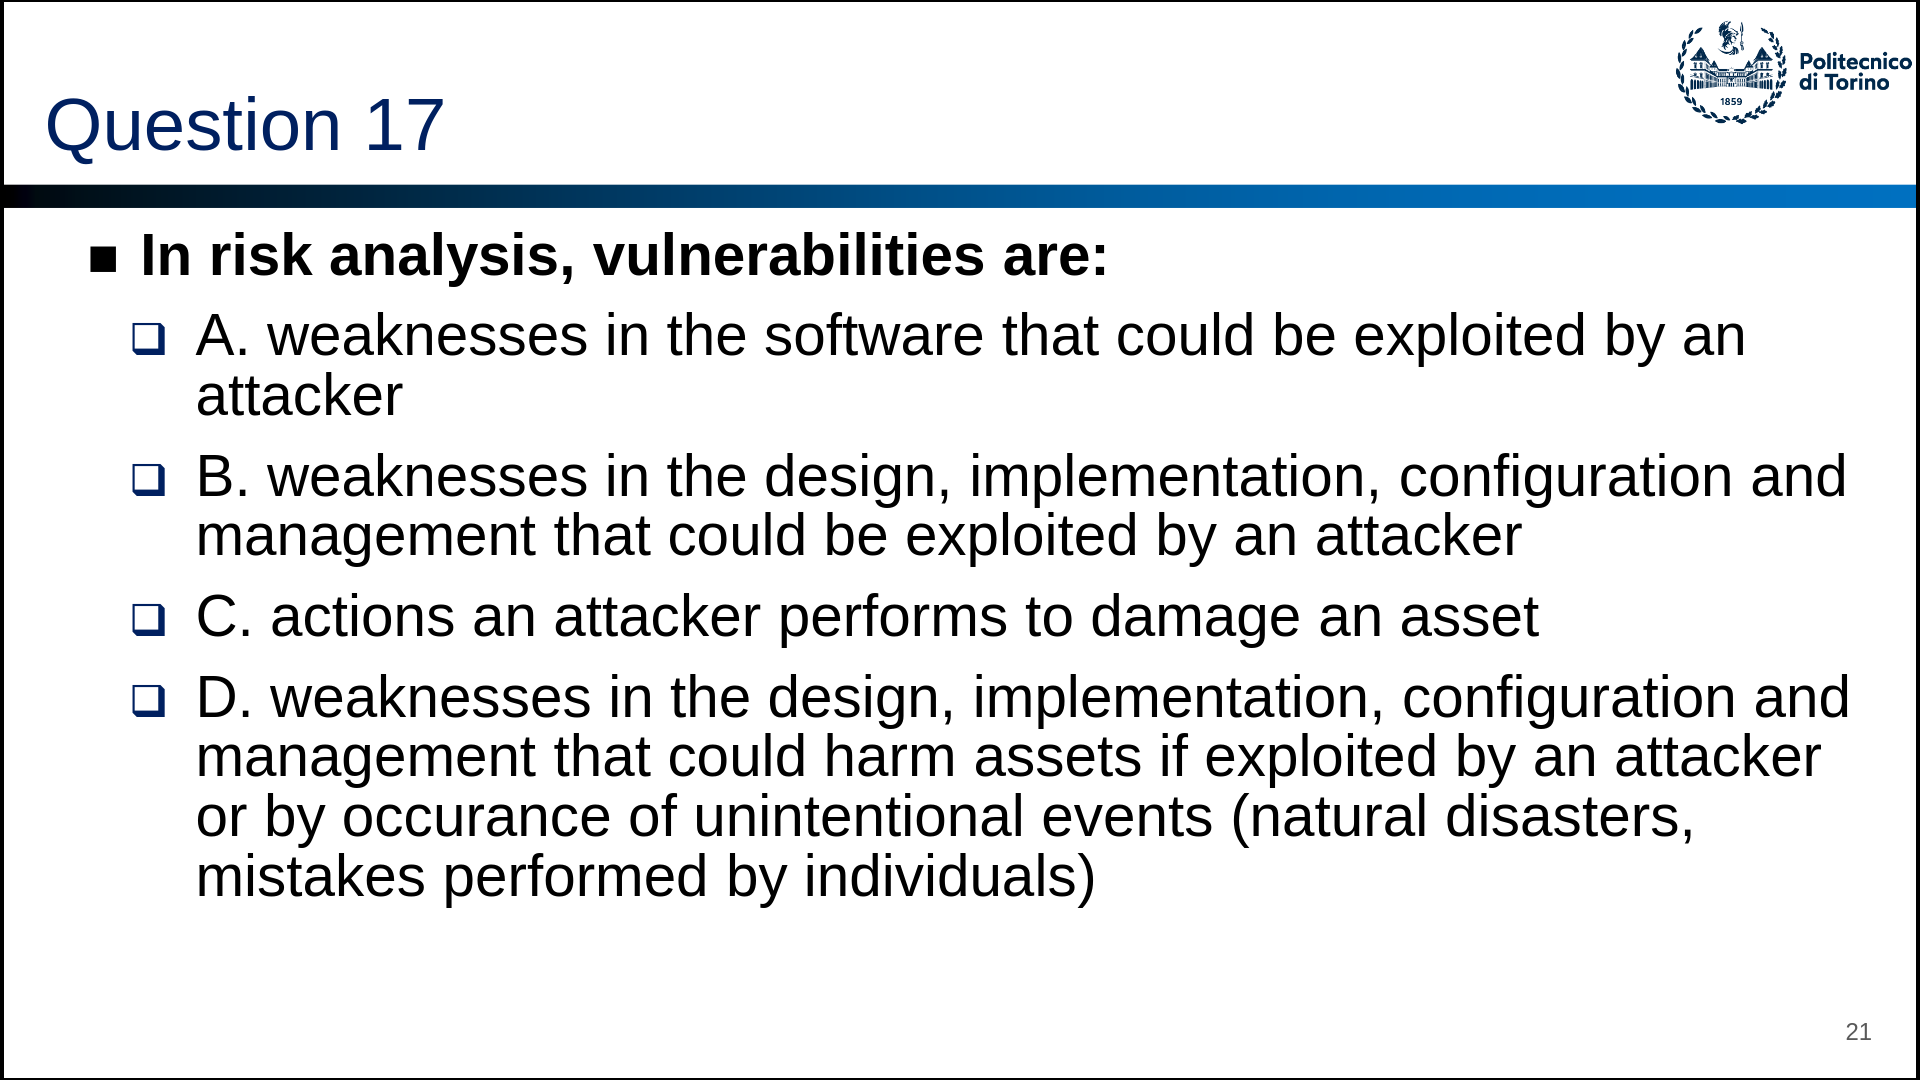 1859
Politecnico
di Torino
Question 17
■ In risk analysis, vulnerabilities are:
❑ A. weaknesses in the software that could be exploited by an
attacker
❑ B. weaknesses in the design, implementation, configuration and
management that could be exploited by an attacker
❑ C. actions an attacker performs to damage an asset
❑ D. weaknesses in the design, implementation, configuration and
management that could harm assets if exploited by an attacker
or by occurance of unintentional events (natural disasters,
mistakes performed by individuals)
21